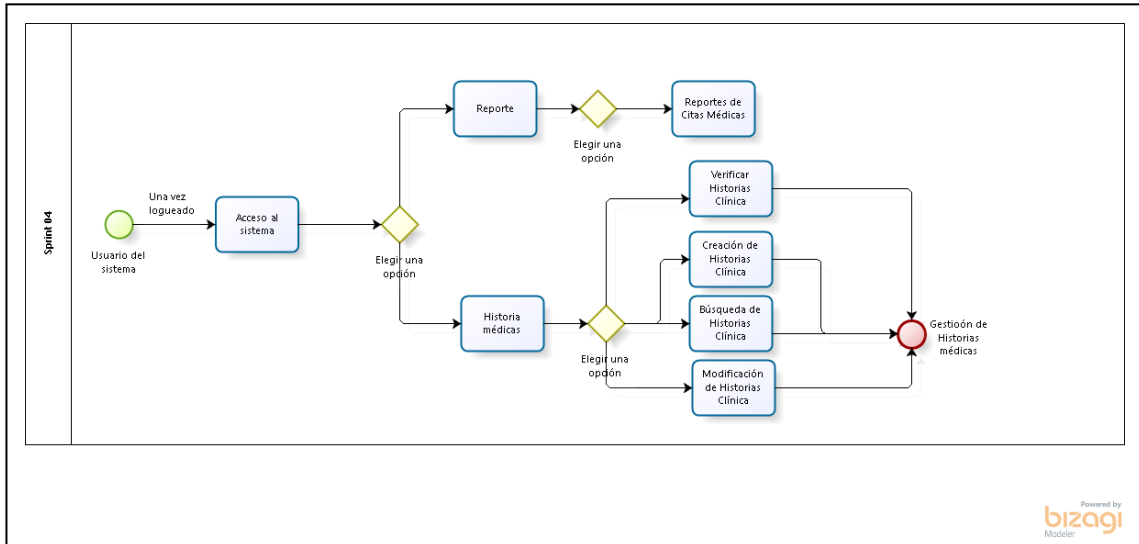 Sprint 04
Usuario del
sistema
Una vez
logueado
Acceso al
sistema
Elegir una
opción
Reporte
Elegir una
opción
Reportes de
Citas Médicas
Historia
médicas
Elegir una
opción
Verificar
Historias
Clínica
Creación de
Historias
Clínica
Búsqueda de
Historias
Clínica
Modificación
de Historias
Clínica
Gestioón de
Historias
médicas
Powered by
bizagi
Modeler